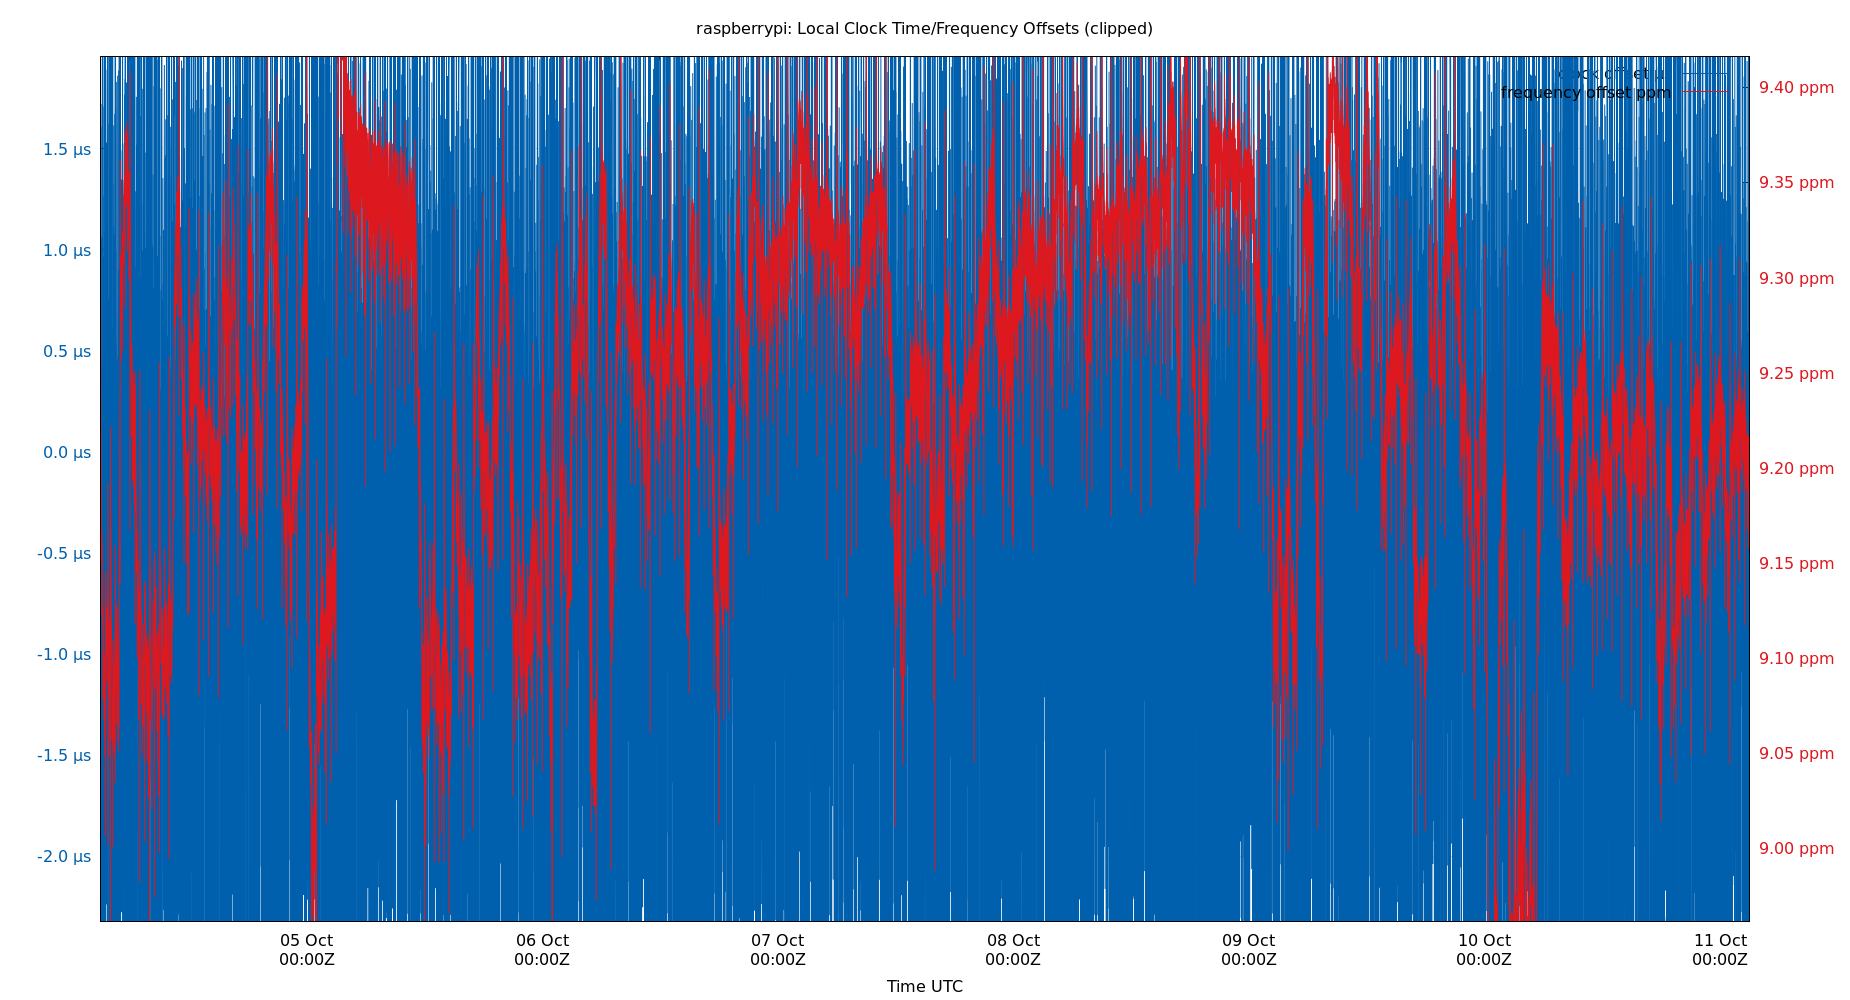 raspberrypi: Local Clock Time/Frequency Offsets (clipped)
clock offset
frequency offset ppm
1.5 µs
1.0 µs
0.5 µs
0.0 µs
-0.5 µs
-1.0 µs
-1.5 µs
-2.0 µs
9.40 ppm
9.35 ppm
9.30 ppm
9.25 ppm
9.20 ppm
9.15 ppm
9.10 ppm
9.05 ppm
9.00 ppm
05 Oct 06 Oct 07 Oct 08 Oct 09 Oct 10 Oct 11 Oct
00:00Z 00:00Z 00:00Z 00:00Z 00:00Z 00:00Z 00:00Z
Time UTC